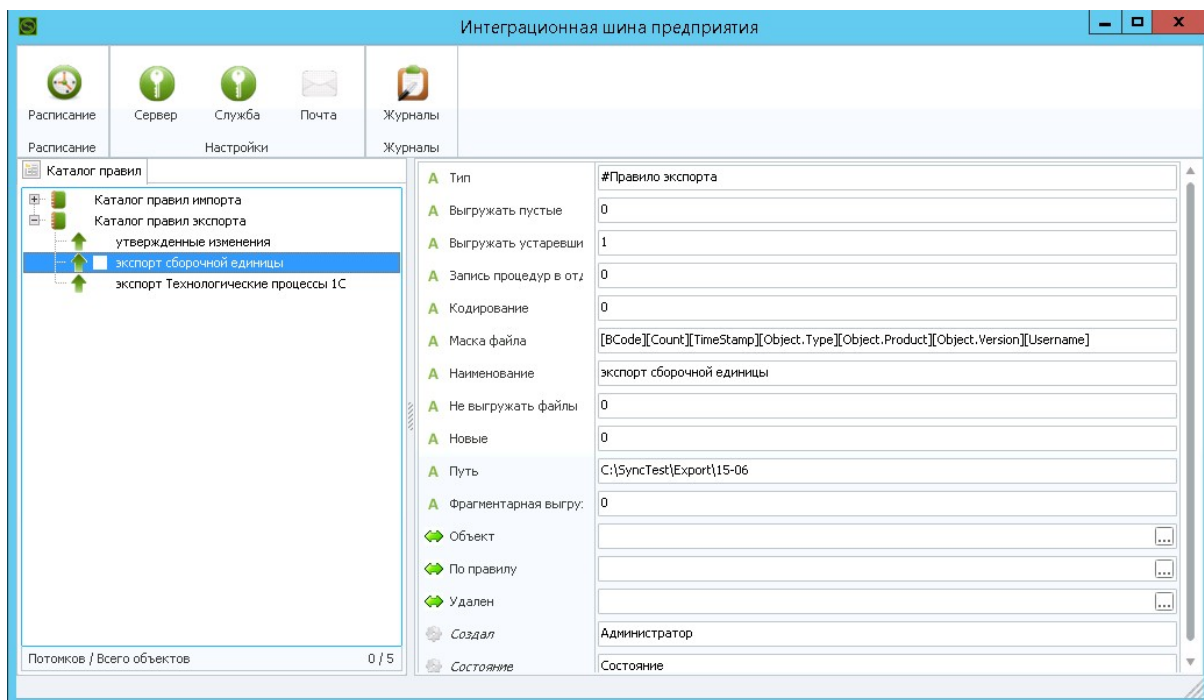 Интеграционная шина предприятия
Расписание
Сервер
Служба
Почта
Журналы
Расписание
Настройки
Журналы
Каталог правил
Каталог правил импорта
Каталог правил экспорта
утвержденные изменения
экспорт сборочной единицы
экспорт Технологические процессы 1С
Потомков / Всего объектов 0 / 5
A Тип #Правило экспорта
A Выгружать пустые 0
A Выгружать устаревши 1
A Запись процедур в отд 0
A Кодирование 0
A Маска файла [BCode][Count][TimeStamp][Object.Type][Object.Product][Object.Version][Username]
A Наименование экспорт сборочной единицы
A Не выгружать файлы 0
A Новые 0
A Путь C:\SyncTest\Export\15-06
A Фрагментарная выгру: 0
Объект ...
По правилу ...
Удален ...
Создал Администратор
Состояние Состояние